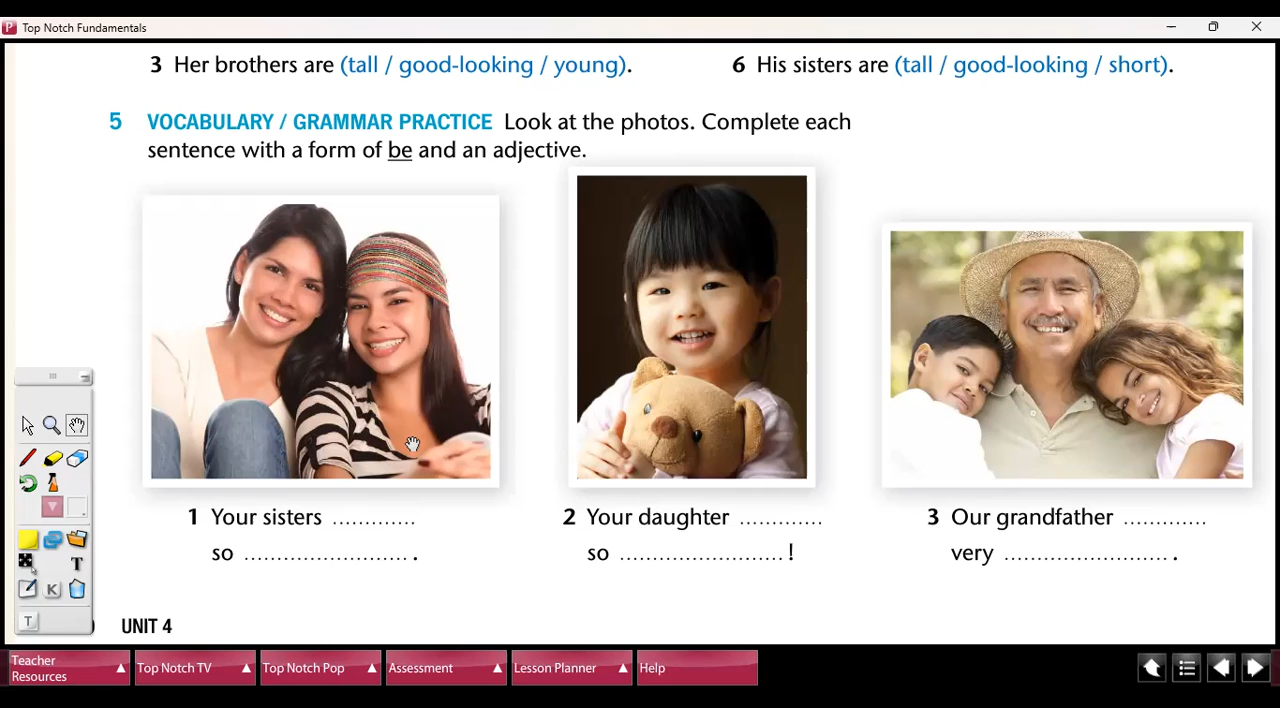 Top Notch Fundamentals
3 Her brothers are (tall / good-looking / young).
6 His sisters are (tall / good-looking / short).
5 VOCABULARY / GRAMMAR PRACTICE Look at the photos. Complete each
sentence with a form of be and an adjective.
1 Your sisters .............
so ......................... .
2 Your daughter .............
so ......................... !
3 Our grandfather .............
very ......................... .
UNIT 4
Teacher
Resources
Top Notch TV
Top Notch Pop
Assessment
Lesson Planner
Help
T
K
T